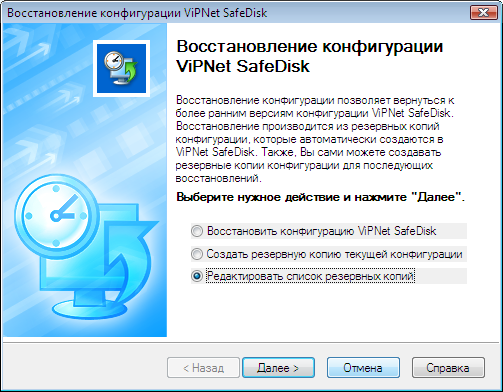 Восстановление конфигурации ViPNet SafeDisk
Восстановление конфигурации
ViPNet SafeDisk
Восстановление конфигурации позволяет вернуться к
более ранним версиям конфигурации ViPNet SafeDisk.
Восстановление производится из резервных копий
конфигурации, которые автоматически создаются в
ViPNet SafeDisk. Также, Вы сами можете создавать
резервные копии конфигурации для последующих
восстановлений.
Выберите нужное действие и нажмите "Далее".
Восстановить конфигурацию ViPNet SafeDisk
Создать резервную копию текущей конфигурации
Редактировать список резервных копий
< Назад
Далее >
Отмена
Справка